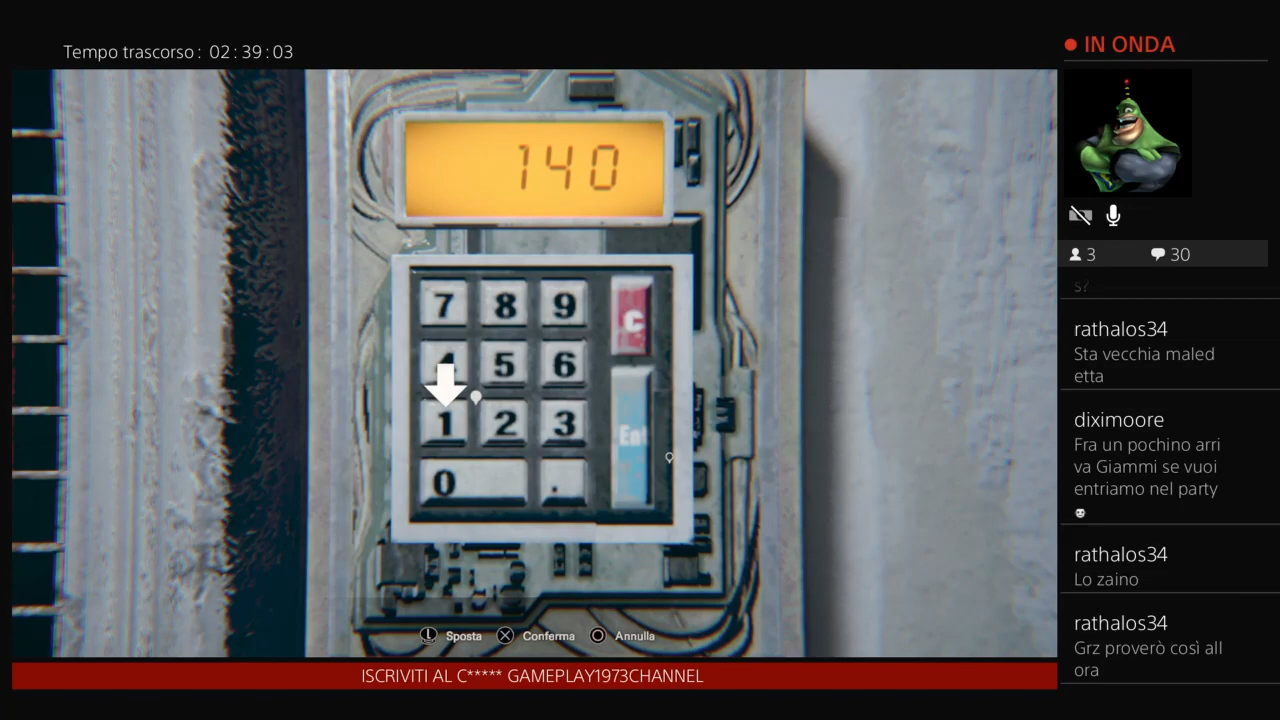 Tempo trascorso: 02:39:03
IN ONDA
140
7 8 9 C
4 5 6
1 2 3 Ent
0 .
Sposta Conferma Annulla
ISCRIVITI AL C***** GAMEPLAY1973CHANNEL
3 30
s?
rathalos34
Sta vecchia maled
etta
diximoore
Fra un pochino arri
va Giammi se vuoi
entriamo nel party
rathalos34
Lo zaino
rathalos34
Grz proverò così all
ora